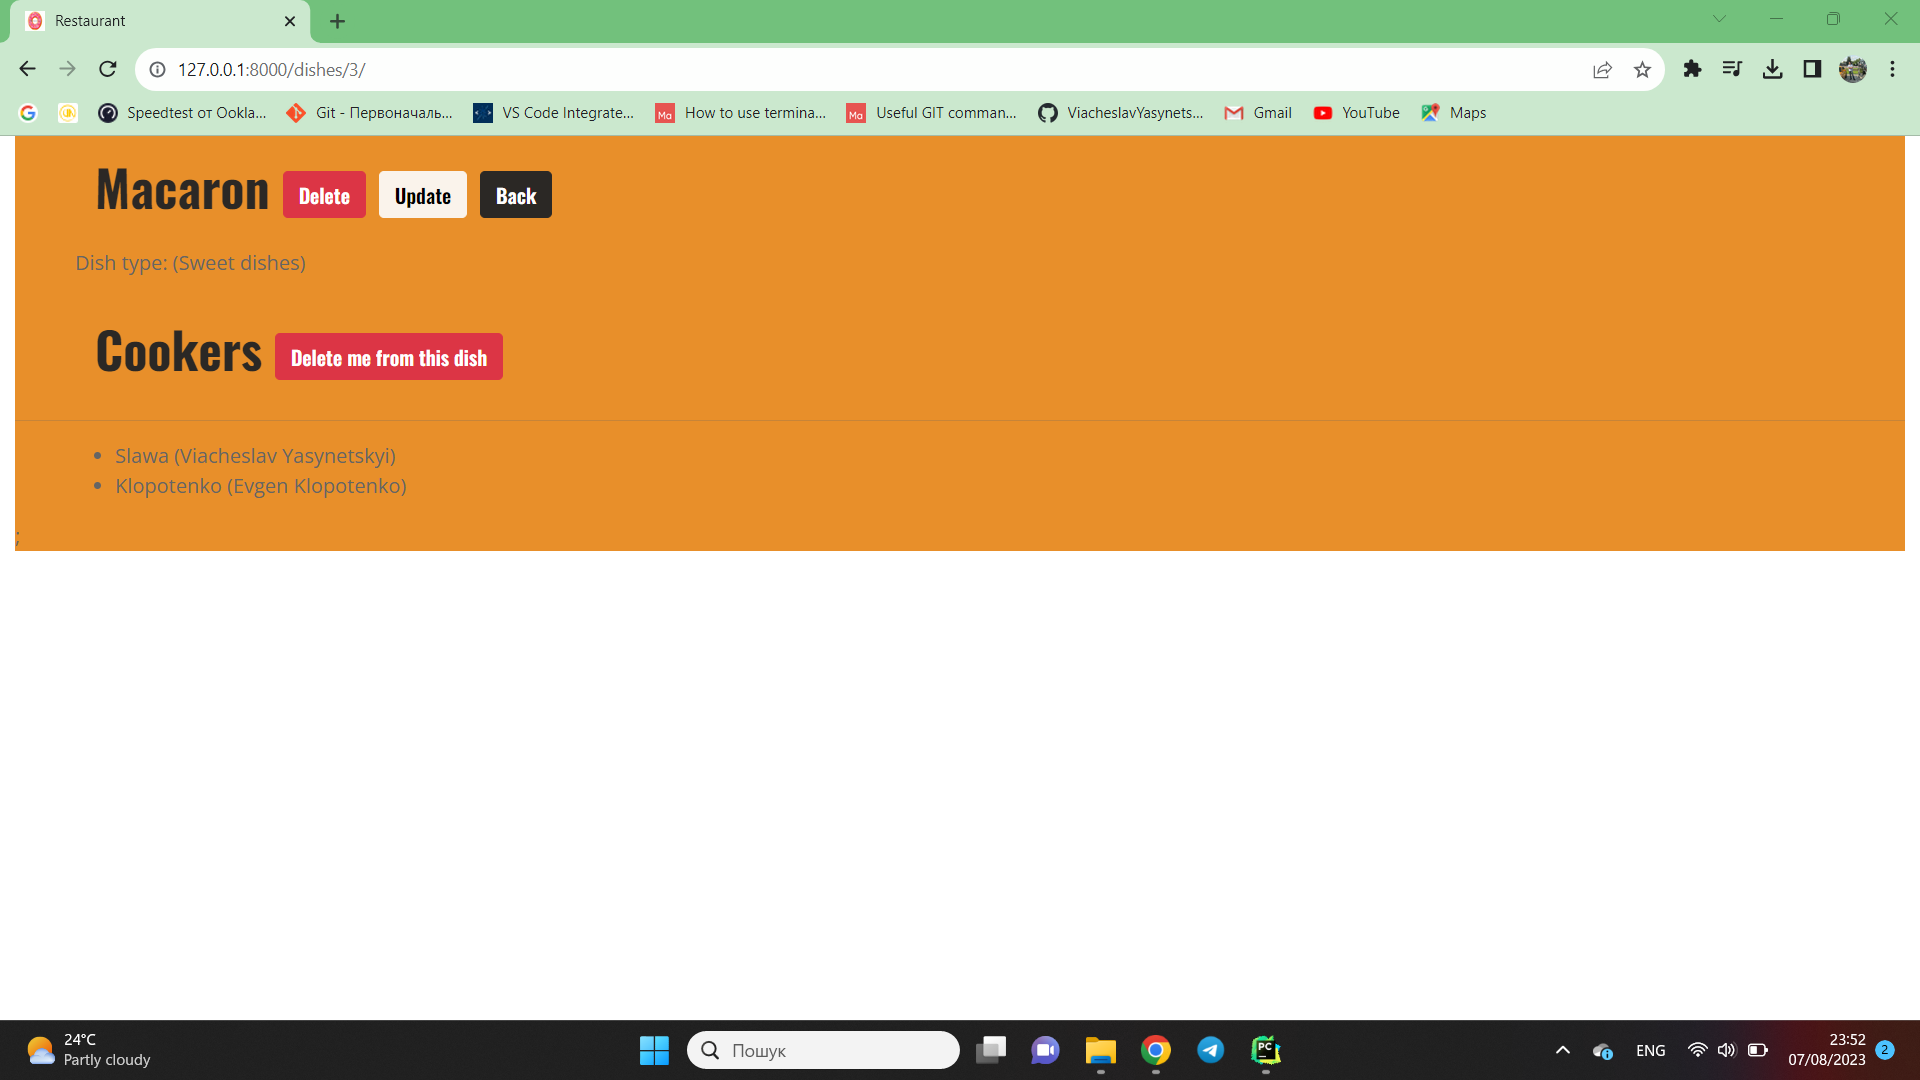 Restaurant
127.0.0.1:8000/dishes/3/
Speedtest от Ookla...
Git - Первоначаль...
VS Code Integrate...
Ma
How to use termina...
Ma
Useful GIT comman...
ViacheslavYasynets...
Gmail
YouTube
Maps
Macaron
Delete
Update
Back
Dish type: (Sweet dishes)
Cookers
Delete me from this dish
Slawa (Viacheslav Yasynetskyi)
Klopotenko (Evgen Klopotenko)
;
24°C
Partly cloudy
Пошук
PC
ENG
23:52
07/08/2023
2